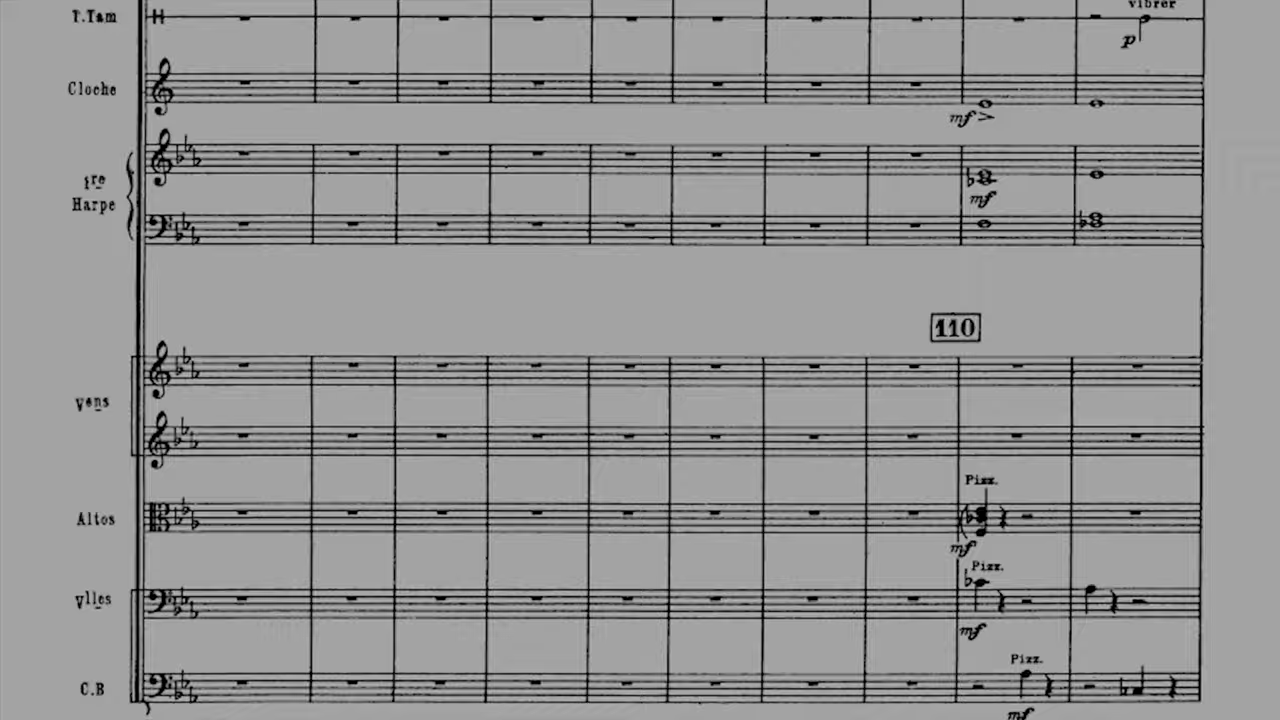 vibrer
T.Tam
p
Cloche
mf
1re
Harpe
mf
110
Vons
Pizz.
Altos
mf
Pizz.
Vlles
mf
Pizz.
C.B
mf